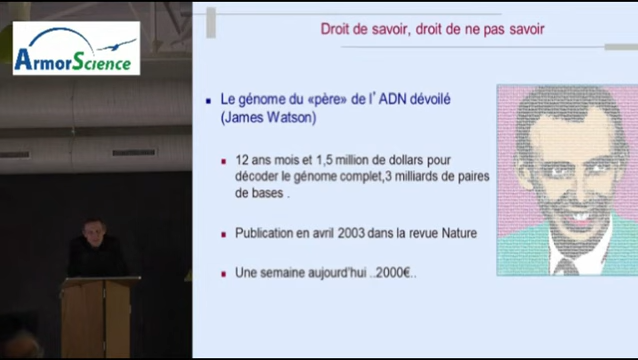 ArmorScience
Droit de savoir, droit de ne pas savoir
Le génome du «père» de l' ADN dévoilé
(James Watson)
12 ans mois et 1,5 million de dollars pour
décoder le génome complet,3 milliards de paires
de bases .
Publication en avril 2003 dans la revue Nature
Une semaine aujourd'hui ..2000€..